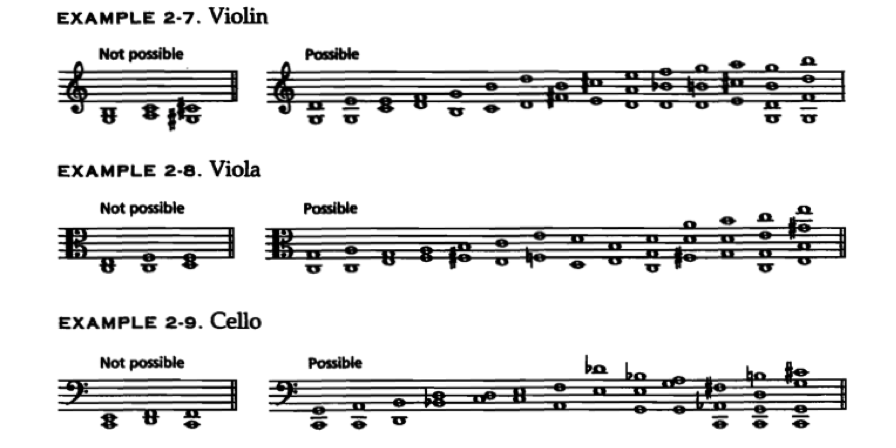 EXAMPLE 2-7. Violin
Not possible Possible
EXAMPLE 2-8. Viola
Not possible Possible
EXAMPLE 2-9. Cello
Not possible Possible